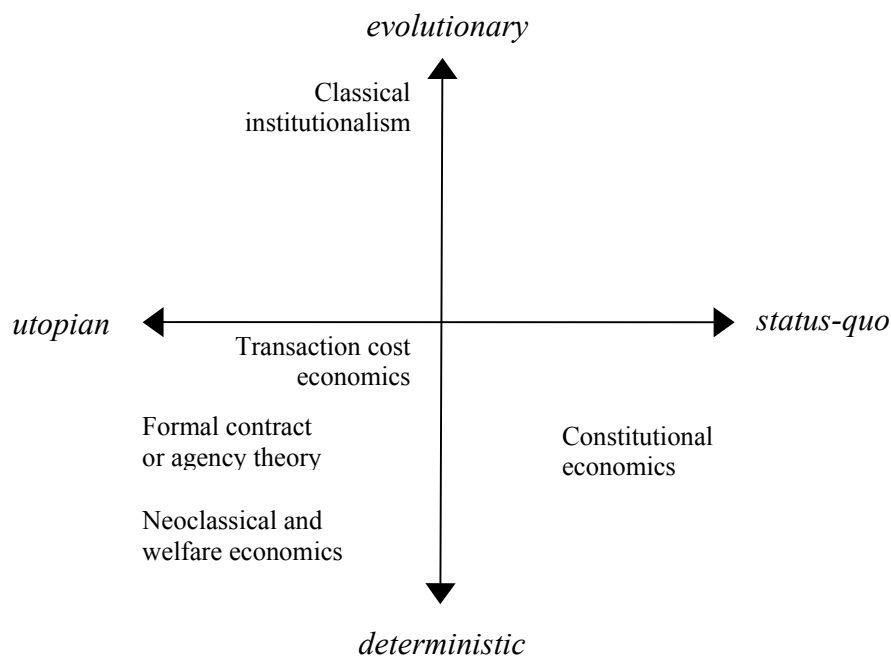 evolutionary
Classical
institutionalism
utopian
status-quo
Transaction cost
economics
Formal contract
or agency theory
Constitutional
economics
Neoclassical and
welfare economics
deterministic